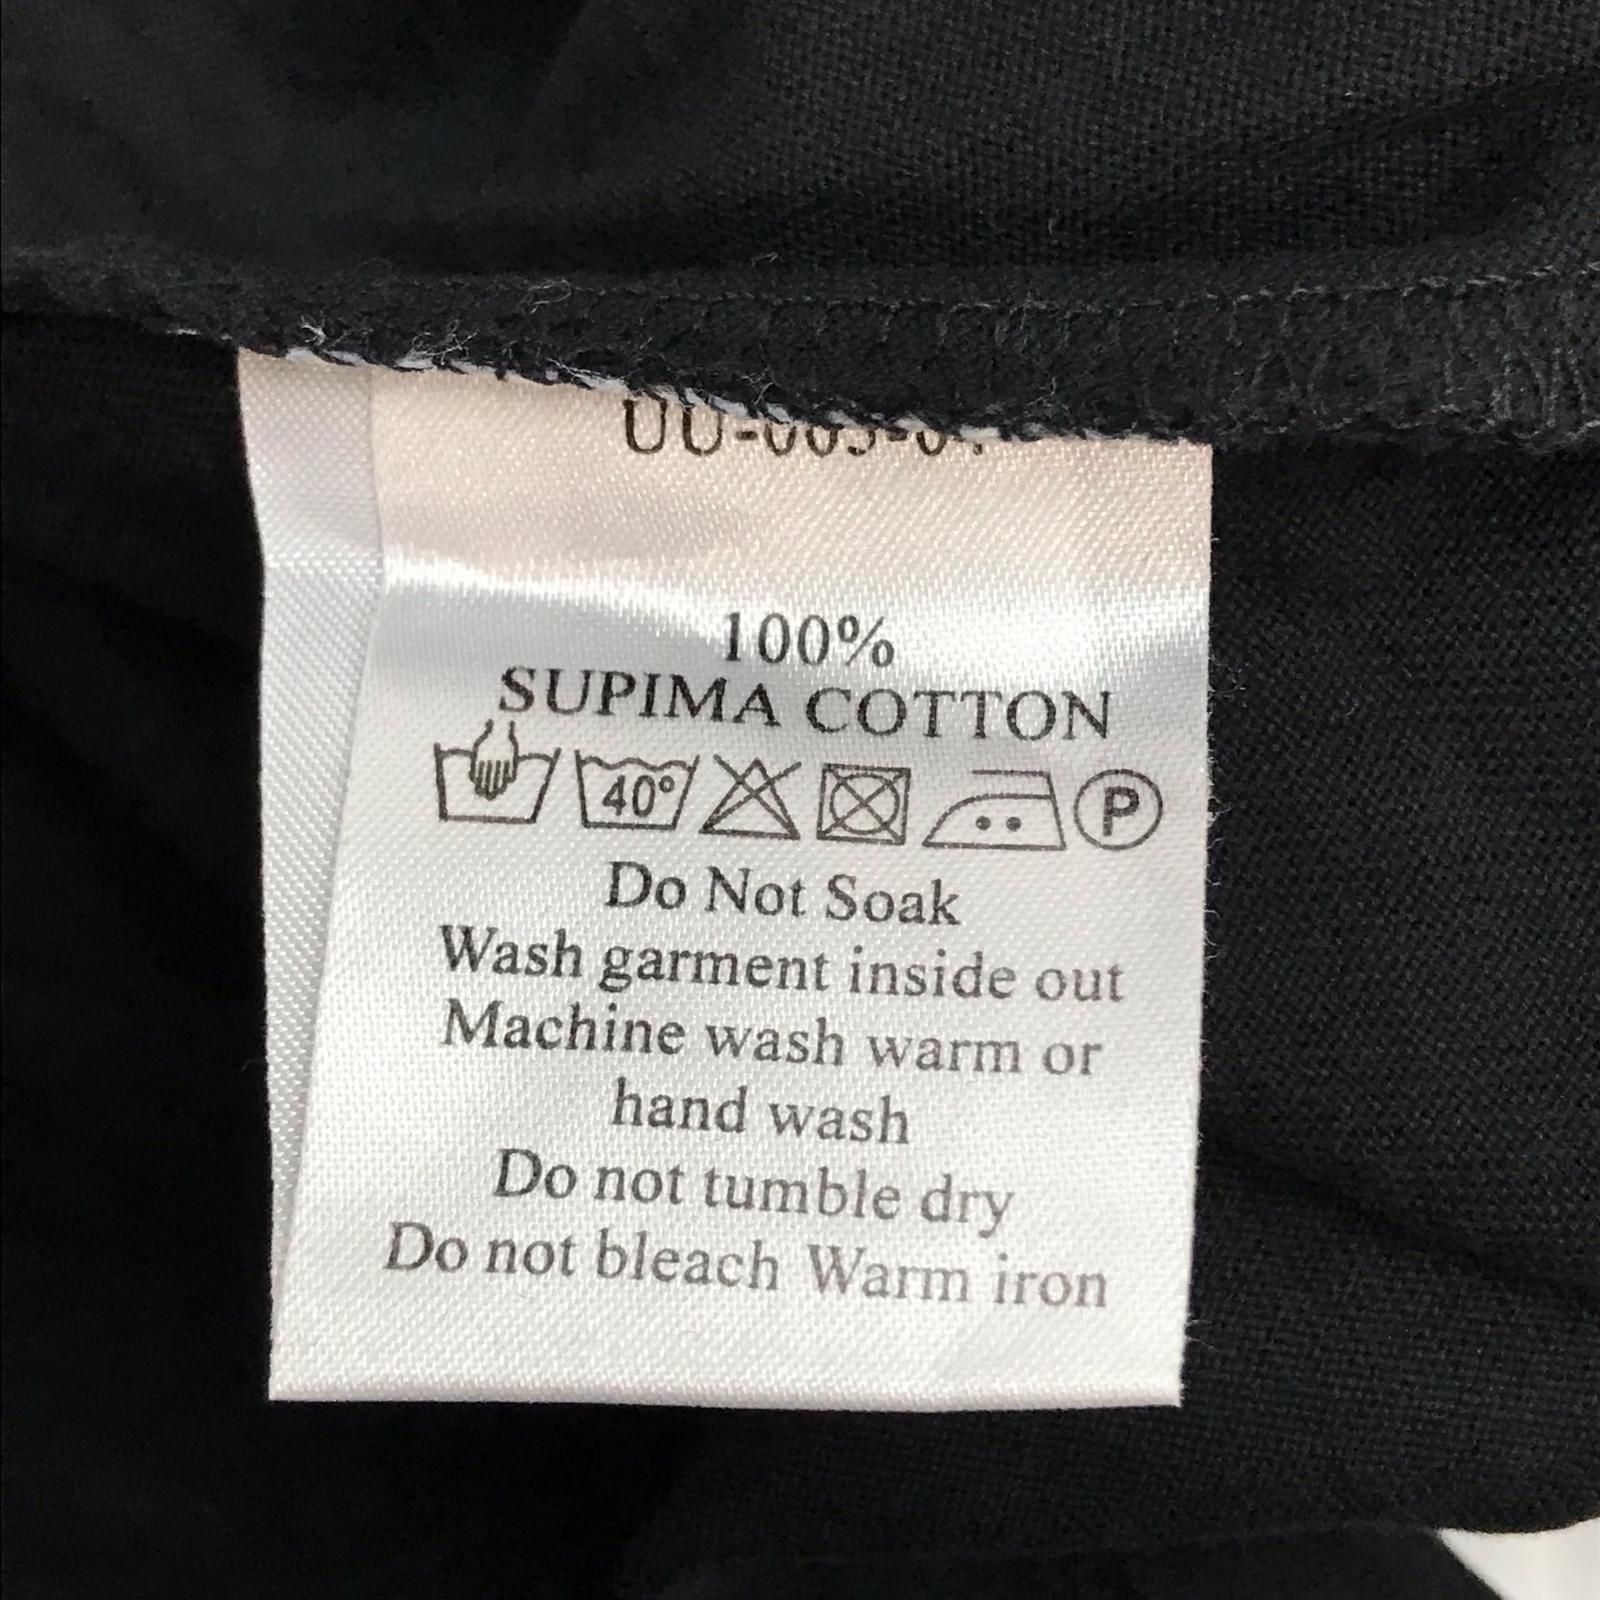 100%
SUPIMA COTTON
40°
P
Do Not Soak
Wash garment inside out
Machine wash warm or
hand wash
Do not tumble dry
Do not bleach Warm iron